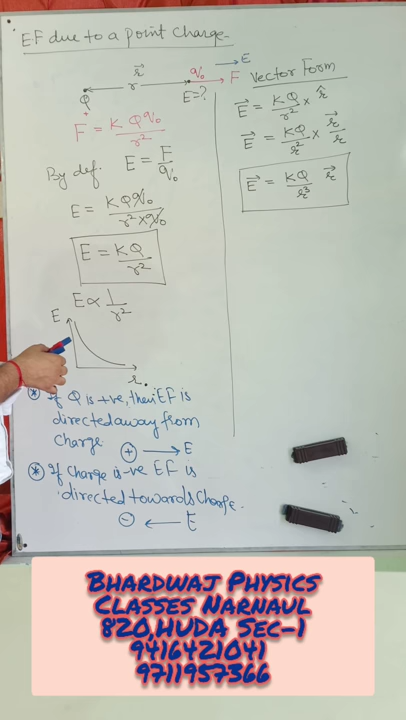 EF due to a point charge-
r⃗
r
q₀
E
Q
E=?
F
F = KQq₀/r²
By def. E = F/q₀
E = KQq₀/r²×q₀
E = KQ/r²
E∝ 1/r²
E
r.
* If Q is +ve, then EF is
directed away from
charge.
+ → E
* If charge is -ve EF is
directed towards charge.
- ← E
Vector Form
E⃗ = KQ/r² × r̂
E⃗ = KQ/r² × r⃗/r
E⃗ = KQ/r³ r⃗
Bhardwaj Physics
Classes Narnaul
820,HUDA Sec-1
9416421041
9711957366